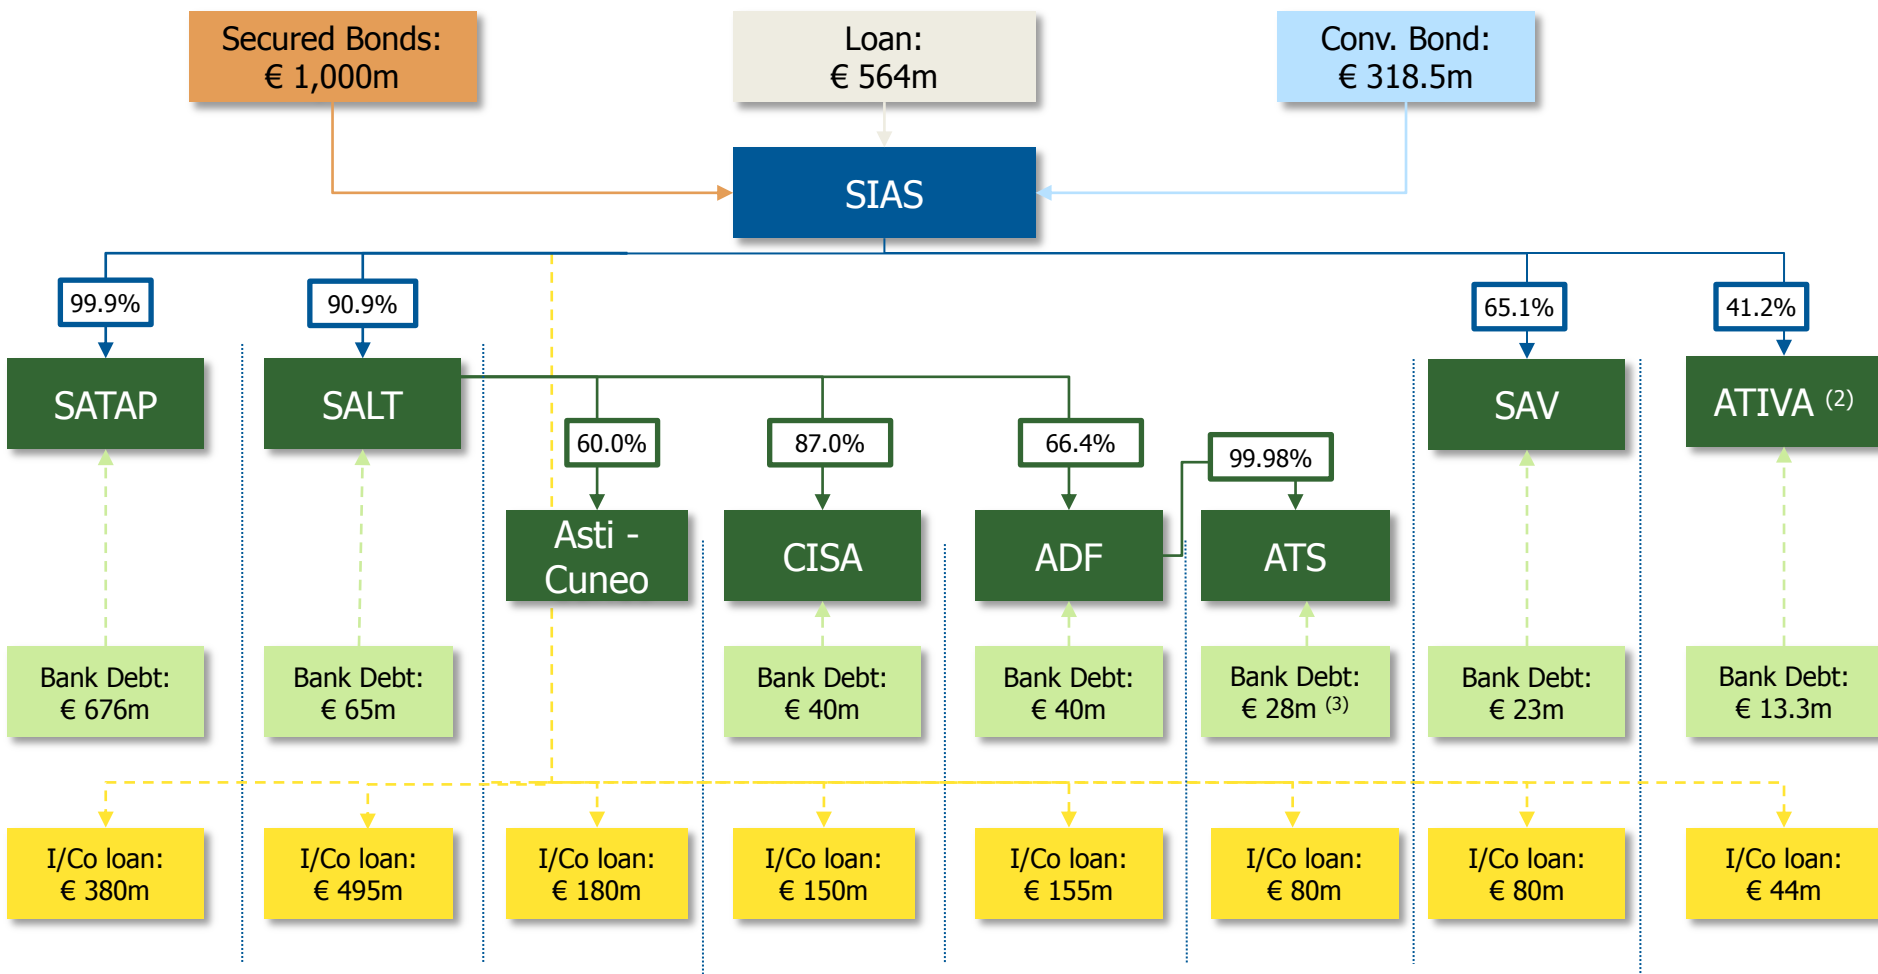 Secured Bonds:
€ 1,000m
Loan:
€ 564m
Conv. Bond:
€ 318.5m
SIAS
99.9%
90.9%
65.1%
41.2%
SATAP
SALT
SAV
ATIVA (2)
60.0%
87.0%
66.4%
99.98%
Asti -
Cuneo
CISA
ADF
ATS
Bank Debt:
€ 676m
Bank Debt:
€ 65m
Bank Debt:
€ 40m
Bank Debt:
€ 40m
Bank Debt:
€ 28m (3)
Bank Debt:
€ 23m
Bank Debt:
€ 13.3m
I/Co loan:
€ 380m
I/Co loan:
€ 495m
I/Co loan:
€ 180m
I/Co loan:
€ 150m
I/Co loan:
€ 155m
I/Co loan:
€ 80m
I/Co loan:
€ 80m
I/Co loan:
€ 44m